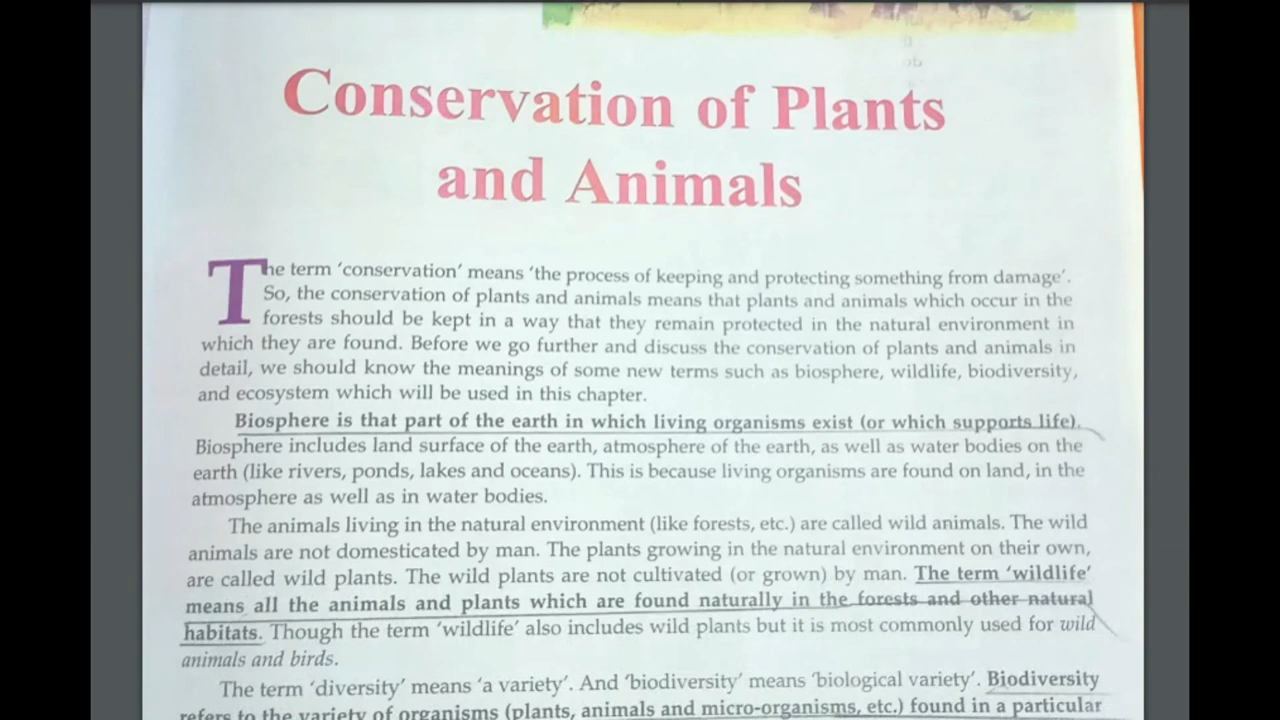 Conservation of Plants
and Animals
The term ‘conservation’ means ‘the process of keeping and protecting something from damage’.
So, the conservation of plants and animals means that plants and animals which occur in the
forests should be kept in a way that they remain protected in the natural environment in
which they are found. Before we go further and discuss the conservation of plants and animals in
detail, we should know the meanings of some new terms such as biosphere, wildlife, biodiversity,
and ecosystem which will be used in this chapter.
Biosphere is that part of the earth in which living organisms exist (or which supports life).
Biosphere includes land surface of the earth, atmosphere of the earth, as well as water bodies on the
earth (like rivers, ponds, lakes and oceans). This is because living organisms are found on land, in the
atmosphere as well as in water bodies.
The animals living in the natural environment (like forests, etc.) are called wild animals. The wild
animals are not domesticated by man. The plants growing in the natural environment on their own,
are called wild plants. The wild plants are not cultivated (or grown) by man. The term ‘wildlife’
means all the animals and plants which are found naturally in the forests and other natural
habitats. Though the term ‘wildlife’ also includes wild plants but it is most commonly used for wild
animals and birds.
The term ‘diversity’ means ‘a variety’. And ‘biodiversity’ means ‘biological variety’. Biodiversity
refers to the variety of organisms (plants, animals and micro-organisms, etc.) found in a particular